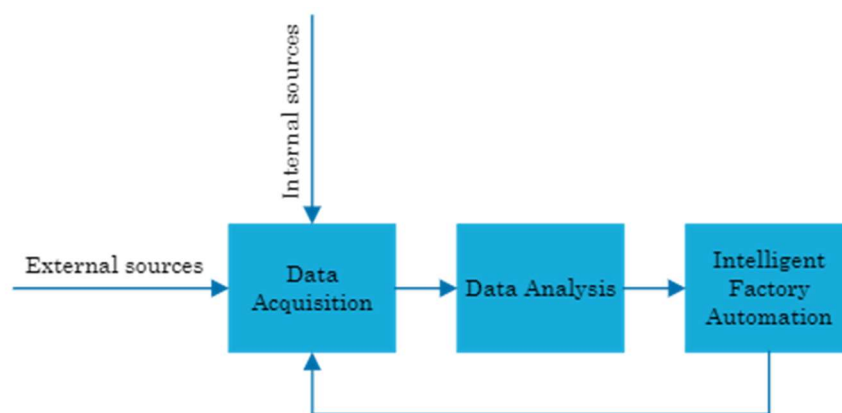 Internal sources
External sources
Data
Acquisition
Data Analysis
Intelligent
Factory
Automation